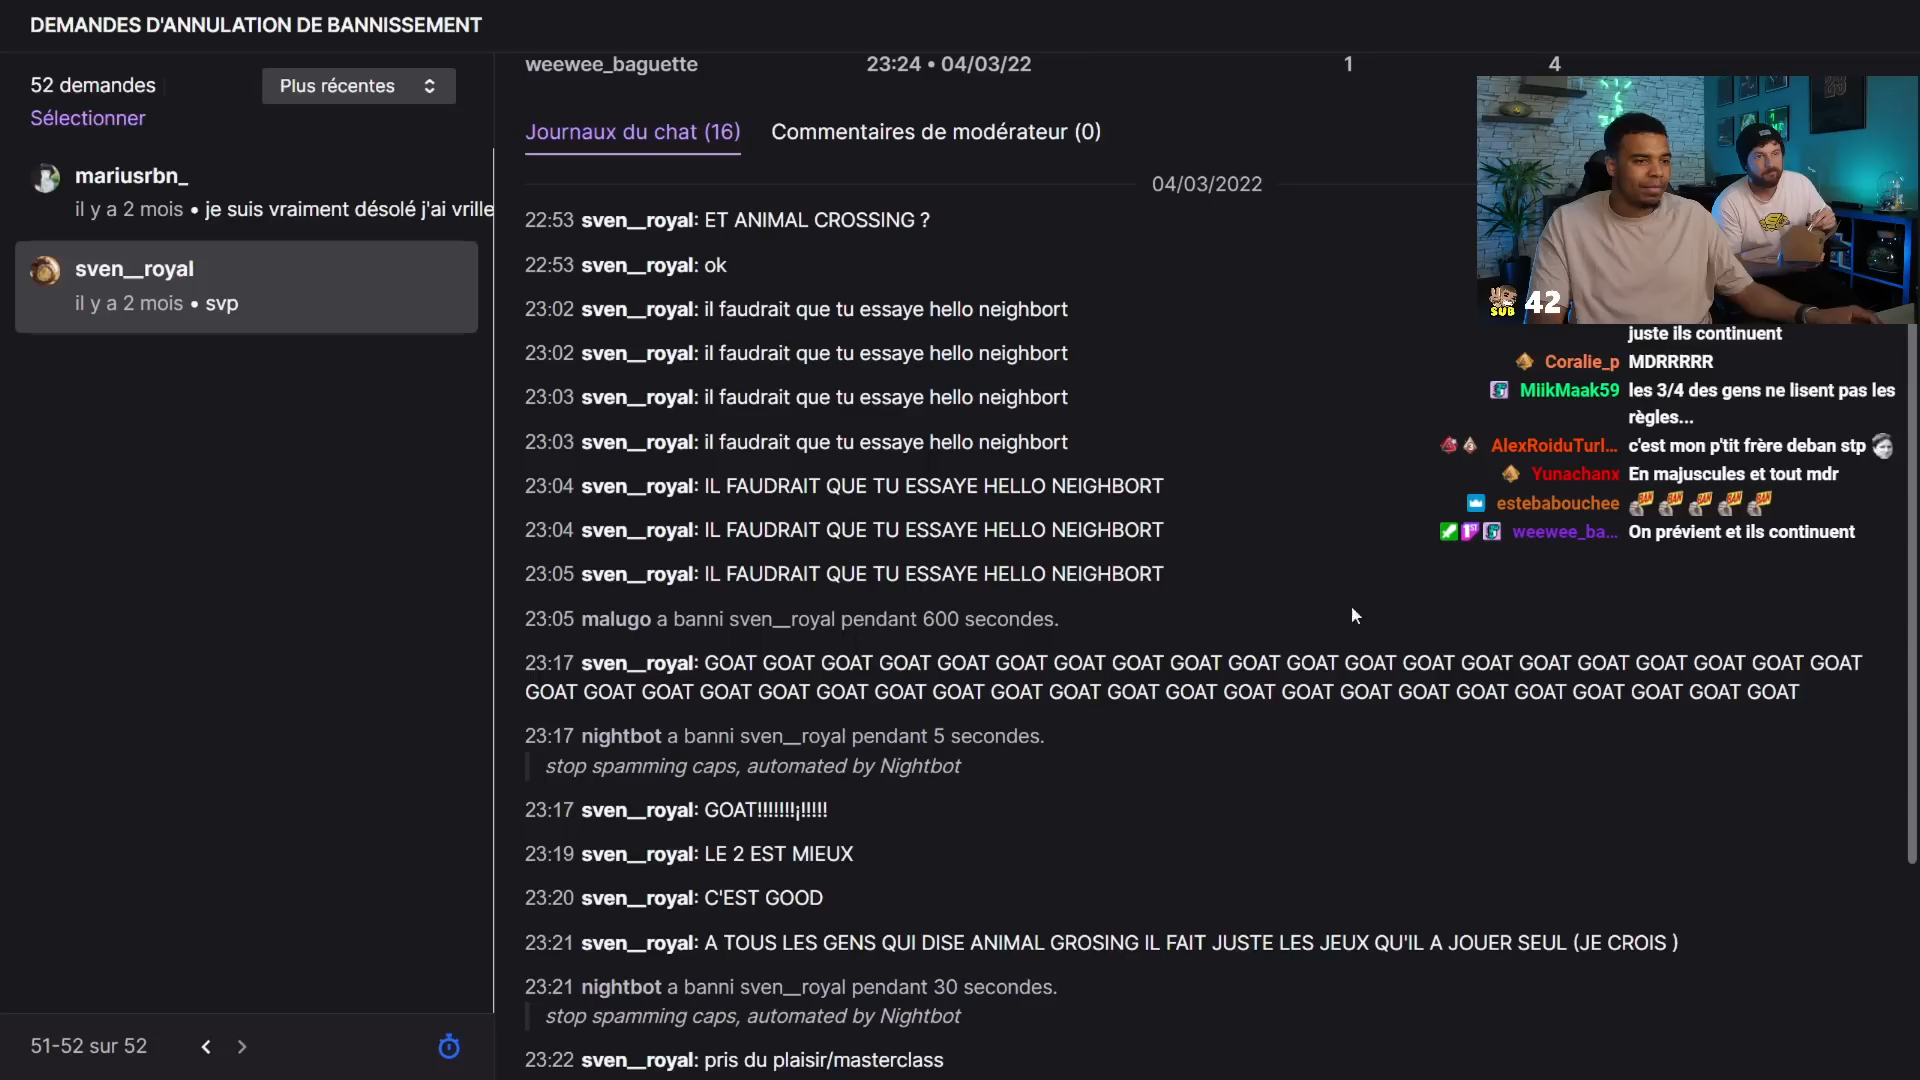 DEMANDES D'ANNULATION DE BANNISSEMENT
52 demandes
Plus récentes
Sélectionner
mariusrbn_
il y a 2 mois • je suis vraiment désolé j'ai vrille
sven__royal
il y a 2 mois • svp
51-52 sur 52
weewee_baguette 23:24 • 04/03/22 1 4
Journaux du chat (16) Commentaires de modérateur (0)
04/03/2022
22:53 sven__royal: ET ANIMAL CROSSING ?
22:53 sven__royal: ok
23:02 sven__royal: il faudrait que tu essaye hello neighbort
23:02 sven__royal: il faudrait que tu essaye hello neighbort
23:03 sven__royal: il faudrait que tu essaye hello neighbort
23:03 sven__royal: il faudrait que tu essaye hello neighbort
23:04 sven__royal: IL FAUDRAIT QUE TU ESSAYE HELLO NEIGHBORT
23:04 sven__royal: IL FAUDRAIT QUE TU ESSAYE HELLO NEIGHBORT
23:05 sven__royal: IL FAUDRAIT QUE TU ESSAYE HELLO NEIGHBORT
23:05 malugo a banni sven__royal pendant 600 secondes.
23:17 sven__royal: GOAT GOAT GOAT GOAT GOAT GOAT GOAT GOAT GOAT GOAT GOAT GOAT GOAT GOAT GOAT GOAT GOAT GOAT GOAT GOAT
GOAT GOAT GOAT GOAT GOAT GOAT GOAT GOAT GOAT GOAT GOAT GOAT GOAT GOAT GOAT GOAT GOAT GOAT GOAT GOAT GOAT GOAT
23:17 nightbot a banni sven__royal pendant 5 secondes.
stop spamming caps, automated by Nightbot
23:17 sven__royal: GOAT!!!!!!!¡!!!!!
23:19 sven__royal: LE 2 EST MIEUX
23:20 sven__royal: C'EST GOOD
23:21 sven__royal: A TOUS LES GENS QUI DISE ANIMAL GROSING IL FAIT JUSTE LES JEUX QU'IL A JOUER SEUL (JE CROIS )
23:21 nightbot a banni sven__royal pendant 30 secondes.
stop spamming caps, automated by Nightbot
23:22 sven__royal: pris du plaisir/masterclass
23
SUB 42
juste ils continuent
Coralie_p MDRRRRR
MiikMaak59 les 3/4 des gens ne lisent pas les
règles...
AlexRoiduTurl... c'est mon p'tit frère deban stp
Yunachanx En majuscules et tout mdr
estebabouchee BAN BAN BAN BAN BAN
weewee_ba... On prévient et ils continuent